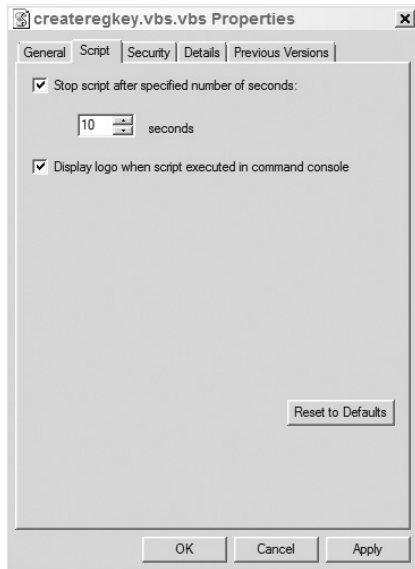 createregkey.vbs.vbs Properties
General Script Security Details Previous Versions
Stop script after specified number of seconds:
10 seconds
Display logo when script executed in command console
Reset to Defaults
OK Cancel Apply